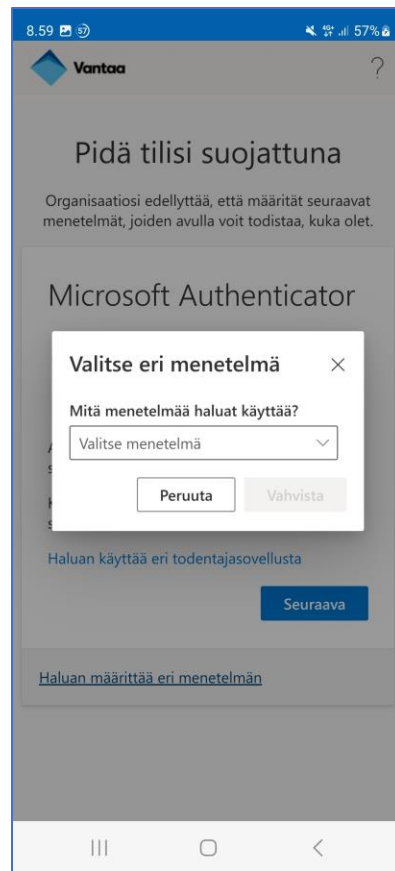 8.59 57%
Vantaa ?
Pidä tilisi suojattuna
Organisaatiosi edellyttää, että määrität seuraavat
menetelmät, joiden avulla voit todistaa, kuka olet.
Microsoft Authenticator
Valitse eri menetelmä
Mitä menetelmää haluat käyttää?
Valitse menetelmä
Peruuta Vahvista
Haluan käyttää eri todentajasovellusta
Seuraava
Haluan määrittää eri menetelmän